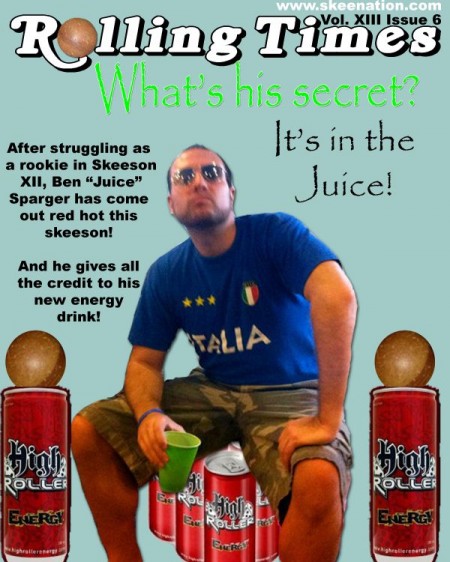 www.skeenation.com
Vol. XIII Issue 6
Rolling Times
What's his secret?
It's in the
Juice!
After struggling as
a rookie in Skeeson
XII, Ben “Juice”
Sparger has come
out red hot this
skeeson!
And he gives all
the credit to his
new energy
drink!
ITALIA
High
Roller
Energy
www.highrollerenergy.com
High
Roller
Energy
High
Roller
Energy